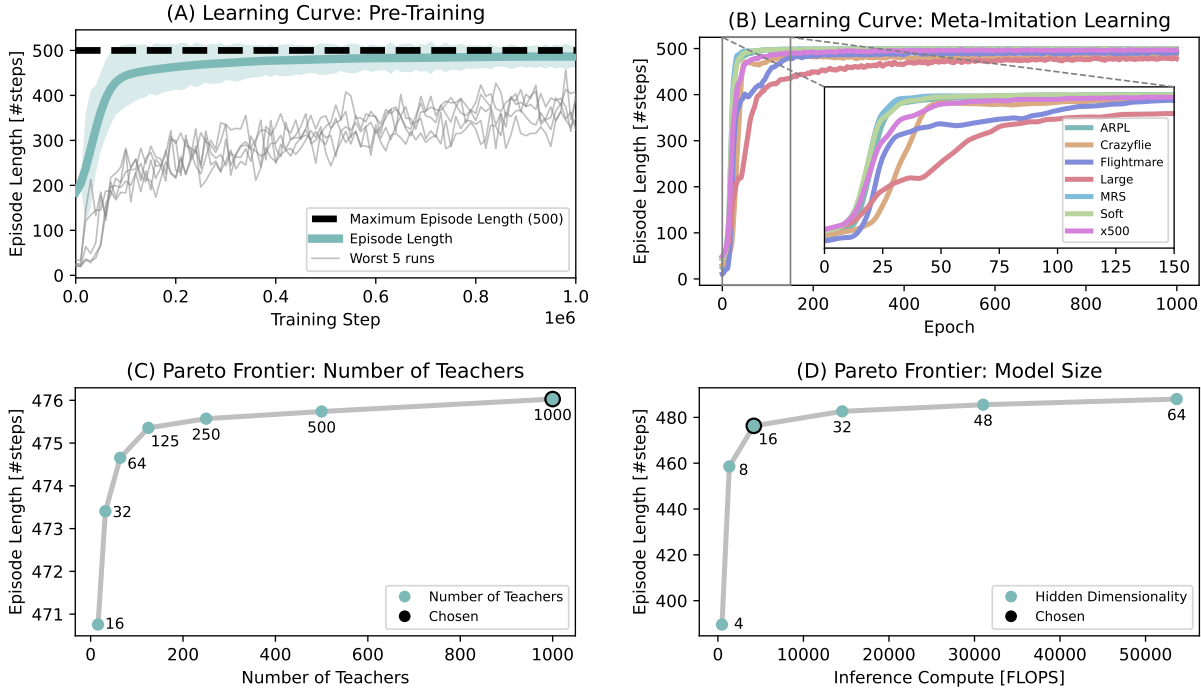 (A) Learning Curve: Pre-Training
Episode Length [#steps]
500
400
300
200
100
0
Maximum Episode Length (500)
Episode Length
Worst 5 runs
0.0
0.2
0.4
0.6
0.8
1.0
1e6
Training Step
(B) Learning Curve: Meta-Imitation Learning
Episode Length [#steps]
500
400
300
200
100
0
ARPL
Crazyflie
Flightmare
Large
MRS
Soft
x500
0
25
50
75
100
125
150
0
200
400
600
800
1000
Epoch
(C) Pareto Frontier: Number of Teachers
Episode Length [#steps]
476
475
474
473
472
471
1000
500
250
125
64
32
16
Number of Teachers
Chosen
0
200
400
600
800
1000
Number of Teachers
(D) Pareto Frontier: Model Size
Episode Length [#steps]
480
460
440
420
400
64
48
32
16
8
4
Hidden Dimensionality
Chosen
0
10000
20000
30000
40000
50000
Inference Compute [FLOPS]